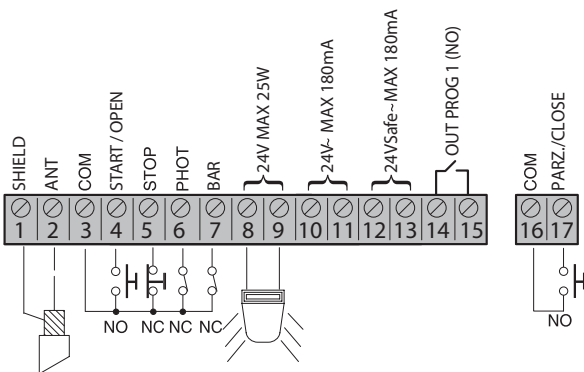 SHIELD
ANT
COM
START / OPEN
STOP
PHOT
BAR
24V MAX 25W
24V~ MAX 180mA
24VSafe~MAX 180mA
OUT PROG 1 (NO)
COM
PARZ./CLOSE
1 2 3 4 5 6 7 8 9 10 11 12 13 14 15 16 17
NO NC NC NC
NO